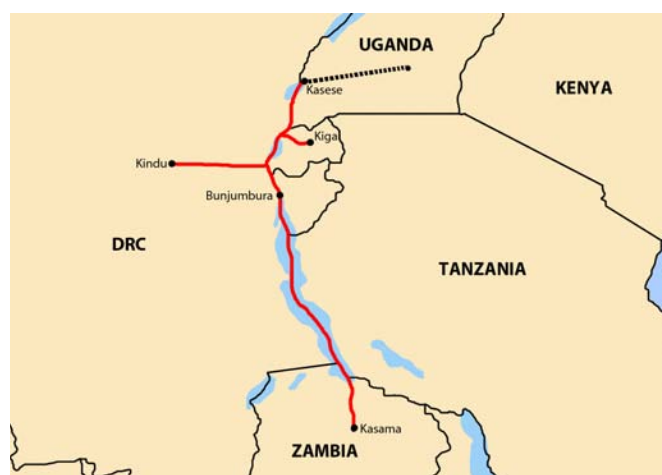 UGANDA
Kasese
KENYA
Kiga
Kindu
Bunjumbura
DRC
TANZANIA
Kasama
ZAMBIA